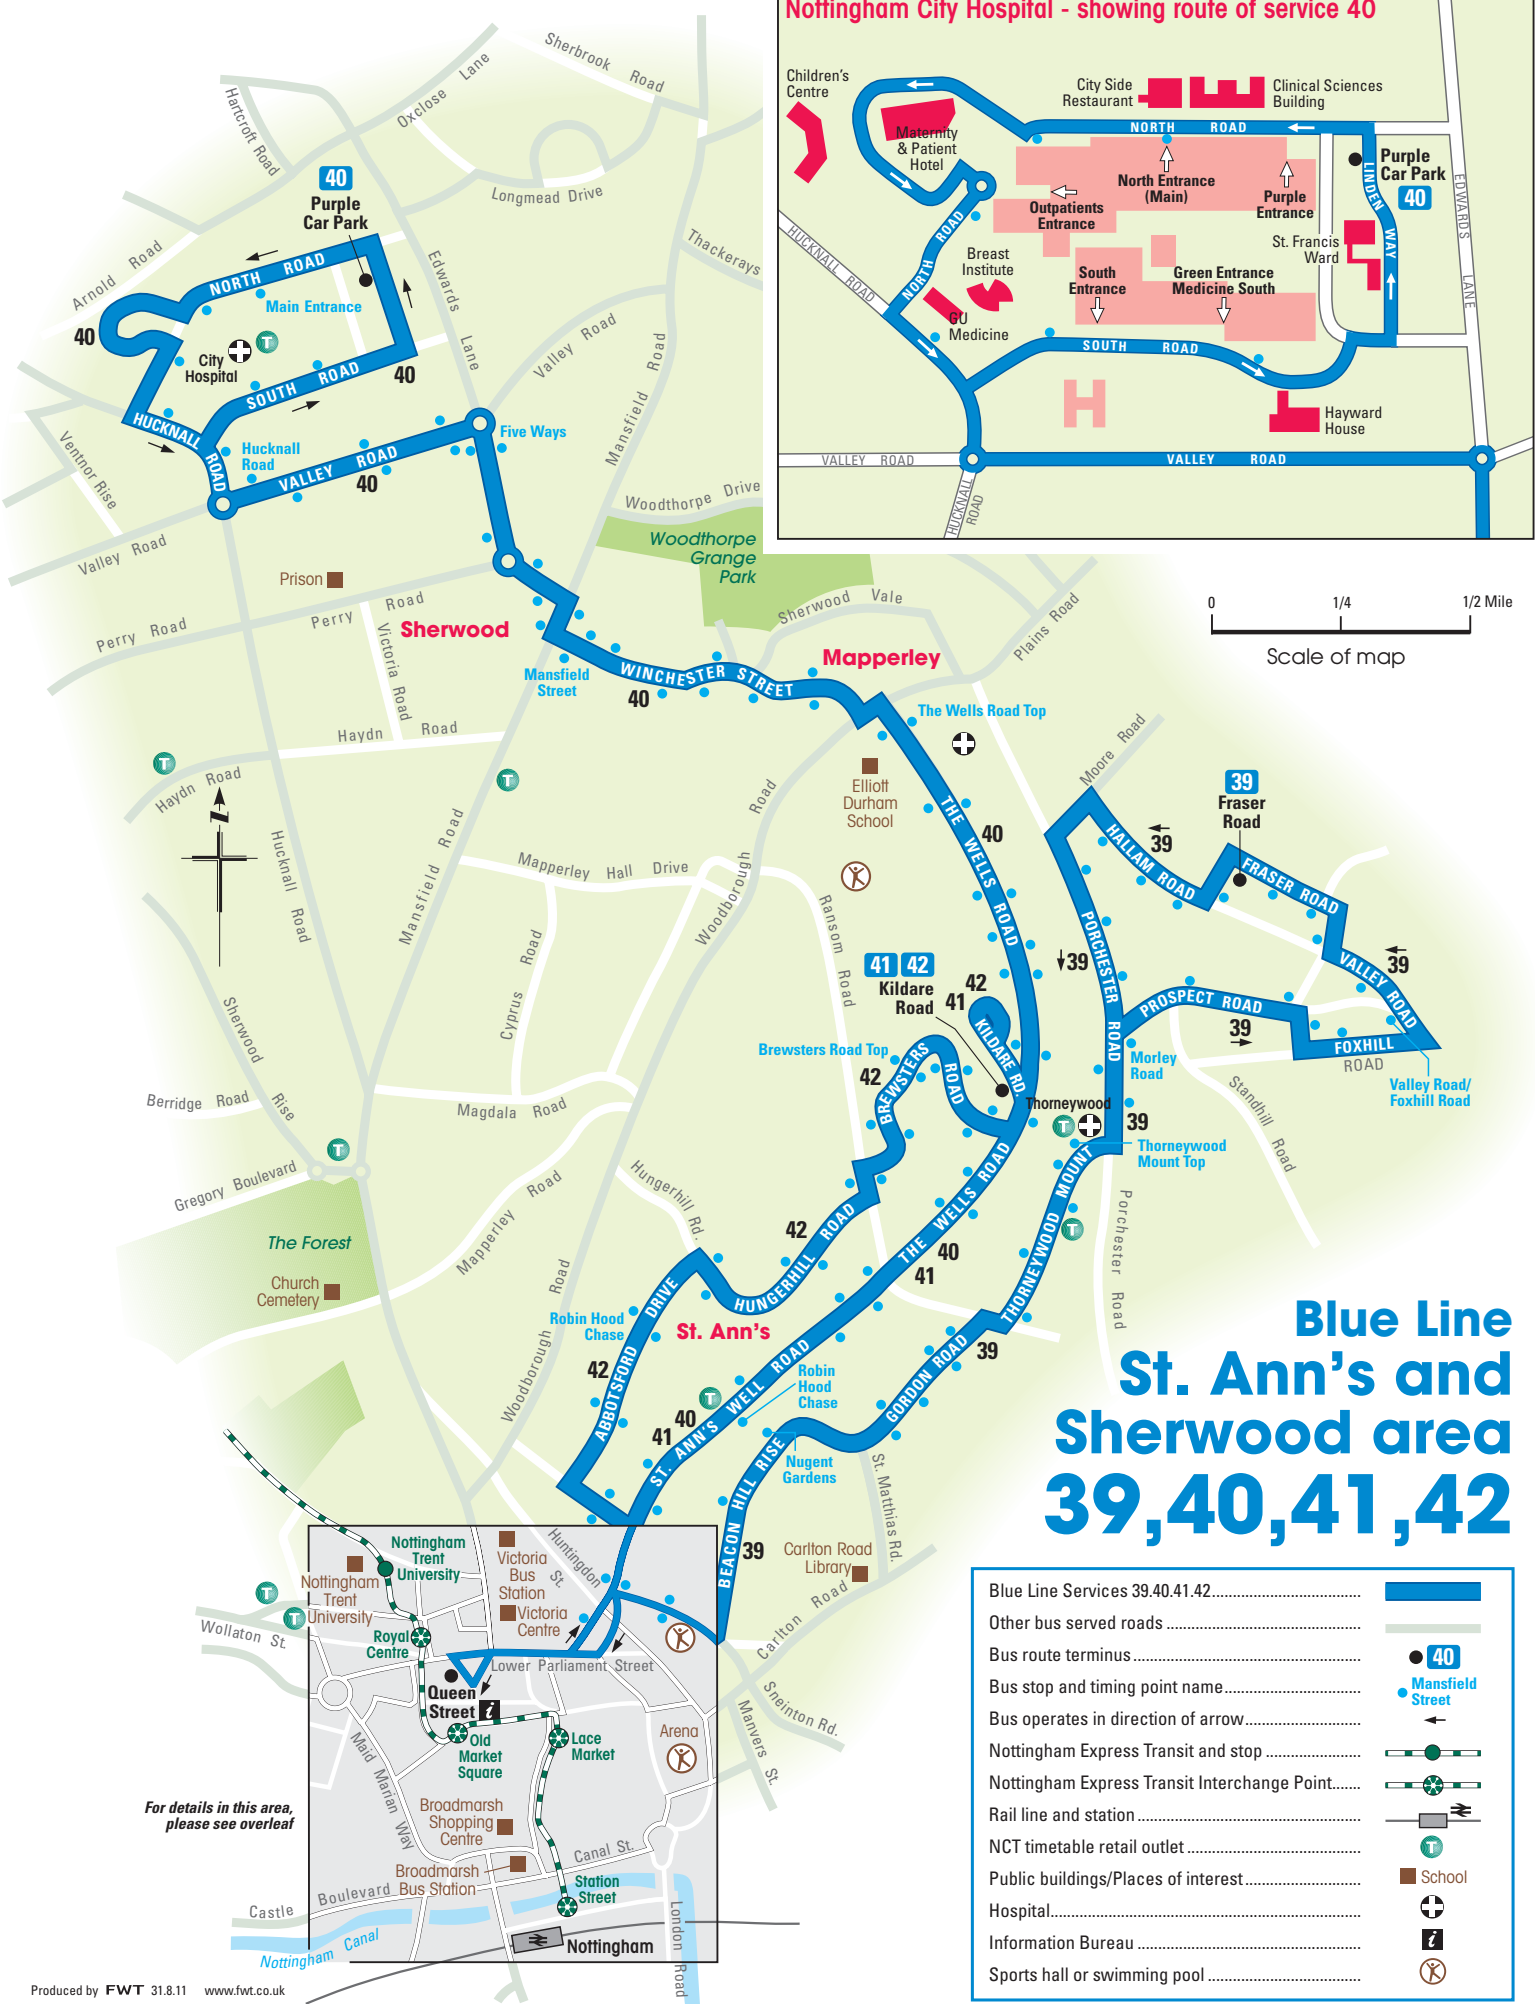 Nottingham City Hospital - showing route of service 40
Children's
Centre
City Side
Restaurant
Clinical Sciences
Building
Maternity
& Patient
Hotel
NORTH ROAD
Purple
Car Park
40
LINDEN WAY
EDWARDS LANE
North Entrance
(Main)
Purple
Entrance
Outpatients
Entrance
St. Francis
Ward
HUCKNALL ROAD
NORTH ROAD
Breast
Institute
South
Entrance
Green Entrance
Medicine South
GU
Medicine
SOUTH ROAD
Hayward
House
VALLEY ROAD
VALLEY ROAD
HUCKNALL
ROAD
Sherbrook Road
Oxclose Lane
Hartcroft Road
Longmead Drive
40
Purple
Car Park
Arnold Road
NORTH ROAD
Main Entrance
Edwards Lane
Thackerays
40
City
Hospital
T
SOUTH ROAD
40
Valley Road
Mansfield Road
HUCKNALL ROAD
Hucknall
Road
VALLEY ROAD
40
Five Ways
Ventnor Rise
Valley Road
Woodthorpe Drive
Woodthorpe
Grange
Park
Prison
Perry Road
Perry Road
Victoria Road
Sherwood
Sherwood Vale
Plains Road
0 1/4 1/2 Mile
Scale of map
Mapperley
Mansfield
Street
WINCHESTER STREET
40
The Wells Road Top
Haydn Road
Haydn Road
T
T
N
Moore Road
Elliott
Durham
School
39
Fraser
Road
THE WELLS ROAD
40
HALLAM ROAD
39
FRASER ROAD
Hucknall Road
Mansfield Road
Mapperley Hall Drive
Woodborough Road
Ransom Road
Cyprus Road
41 42
Kildare
Road
42
41
KILDARE RD.
39
PORCHESTER ROAD
PROSPECT ROAD
39
VALLEY ROAD
39
FOXHILL
ROAD
Valley Road/
Foxhill Road
Morley
Road
Standhill Road
Sherwood Rise
Brewsters Road Top
42
BREWSTERS ROAD
Thorneywood
T
39
Thorneywood
Mount Top
Berridge Road
Magdala Road
T
Gregory Boulevard
Hungerhill Rd.
Mapperley Road
The Forest
Church
Cemetery
42
HUNGERHILL ROAD
THE WELLS ROAD
40
41
THORNEYWOOD MOUNT
T
Porchester Road
Woodborough Road
Robin Hood
Chase
ABBOTSFORD DRIVE
42
St. Ann's
39
GORDON ROAD
T
40
41
ST. ANN'S WELL ROAD
Robin
Hood
Chase
Nugent
Gardens
BEACON HILL RISE
39
St. Matthias Rd.
Carlton Road
Library
Carlton Road
Blue Line
St. Ann's and
Sherwood area
39,40,41,42
Huntingdon
St.
Nottingham
Trent
University
Nottingham
Trent
University
Victoria
Bus
Station
Victoria
Centre
T
T
Wollaton St.
Royal
Centre
Lower Parliament Street
Queen
Street
i
Old
Market
Square
Lace
Market
Arena
Sneinton Rd.
Manvers St.
Maid Marian Way
For details in this area,
please see overleaf
Broadmarsh
Shopping
Centre
Broadmarsh
Bus Station
Canal St.
Castle Boulevard
Station
Street
Nottingham Canal
Nottingham
London Road
Blue Line Services 39.40.41.42
Other bus served roads
Bus route terminus
40
Bus stop and timing point name
Mansfield
Street
Bus operates in direction of arrow
Nottingham Express Transit and stop
Nottingham Express Transit Interchange Point
Rail line and station
NCT timetable retail outlet
T
Public buildings/Places of interest
School
Hospital
Information Bureau
i
Sports hall or swimming pool
Produced by FWT 31.8.11 www.fwt.co.uk